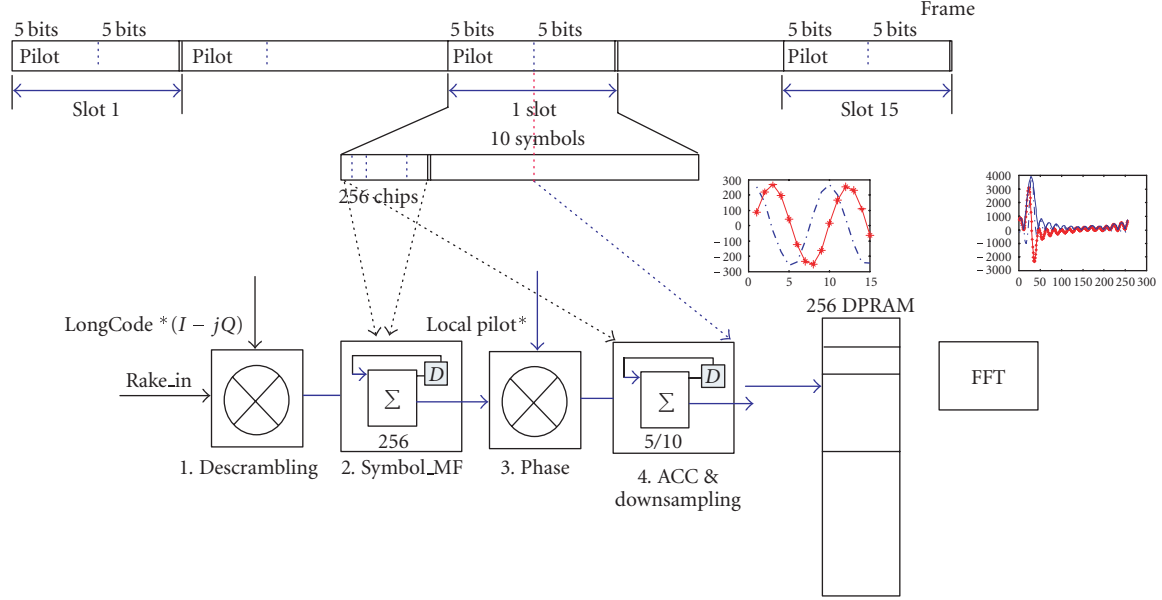 Frame
5 bits 5 bits 5 bits 5 bits 5 bits 5 bits
Pilot Pilot Pilot Pilot
Slot 1 1 slot Slot 15
10 symbols
256 chips
300
200
100
0
−100
−200
−300
0 5 10 15
4000
3000
2000
1000
0
−1000
−2000
−3000
0 50 100 150 200 250 300
256 DPRAM
LongCode *(I − jQ)
Local pilot*
Rake_in
D
Σ
256
D
Σ
5/10
FFT
1. Descrambling
2. Symbol_MF
3. Phase
4. ACC &
downsampling